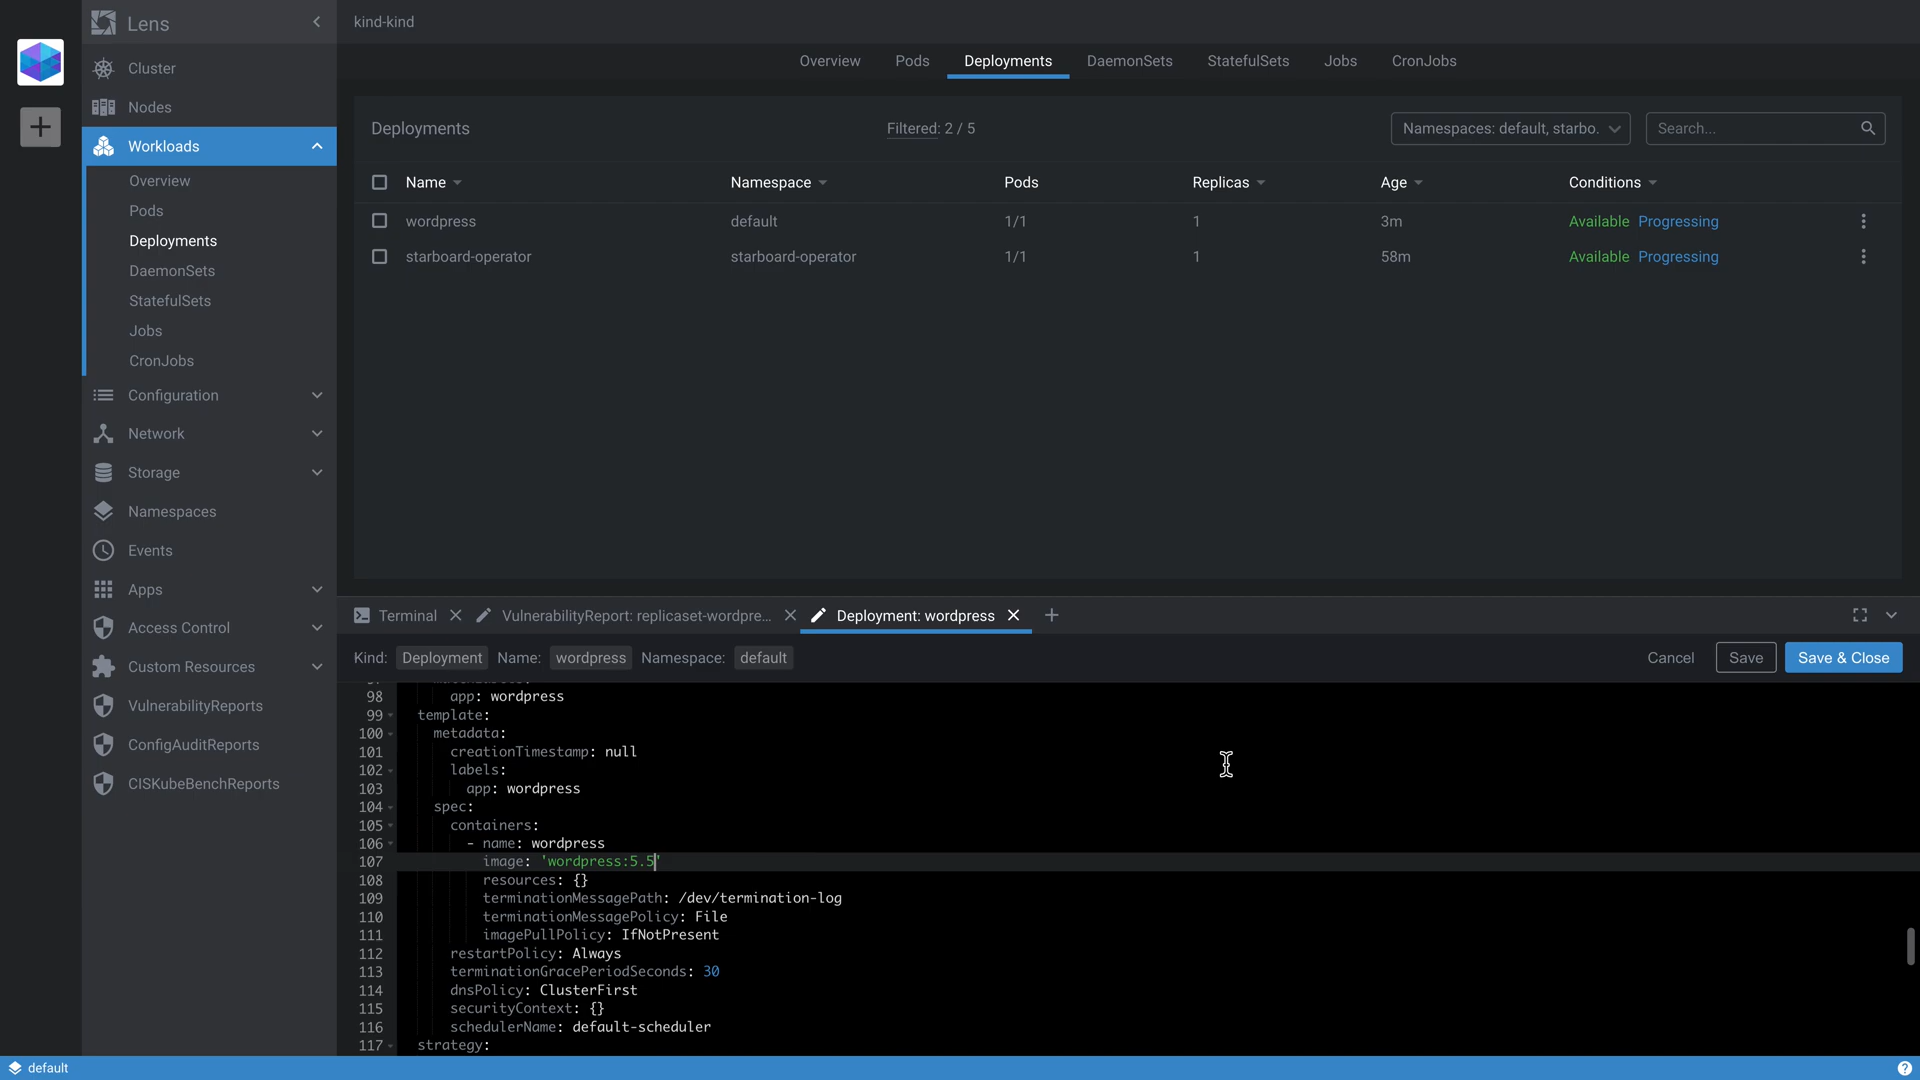 Lens
kind-kind
Cluster
Nodes
Workloads
Overview
Pods
Deployments
DaemonSets
StatefulSets
Jobs
CronJobs
Configuration
Network
Storage
Namespaces
Events
Apps
Access Control
Custom Resources
VulnerabilityReports
ConfigAuditReports
CISKubeBenchReports
Overview Pods Deployments DaemonSets StatefulSets Jobs CronJobs
Deployments Filtered: 2 / 5 Namespaces: default, starbo. Search...
Name Namespace Pods Replicas Age Conditions
wordpress default 1/1 1 3m Available Progressing
starboard-operator starboard-operator 1/1 1 58m Available Progressing
Terminal VulnerabilityReport: replicaset-wordpre... Deployment: wordpress
Kind: Deployment Name: wordpress Namespace: default Cancel Save Save & Close
98 app: wordpress
99 template:
100 metadata:
101 creationTimestamp: null
102 labels:
103 app: wordpress
104 spec:
105 containers:
106 - name: wordpress
107 image: 'wordpress:5.5'
108 resources: {}
109 terminationMessagePath: /dev/termination-log
110 terminationMessagePolicy: File
111 imagePullPolicy: IfNotPresent
112 restartPolicy: Always
113 terminationGracePeriodSeconds: 30
114 dnsPolicy: ClusterFirst
115 securityContext: {}
116 schedulerName: default-scheduler
117 strategy:
default